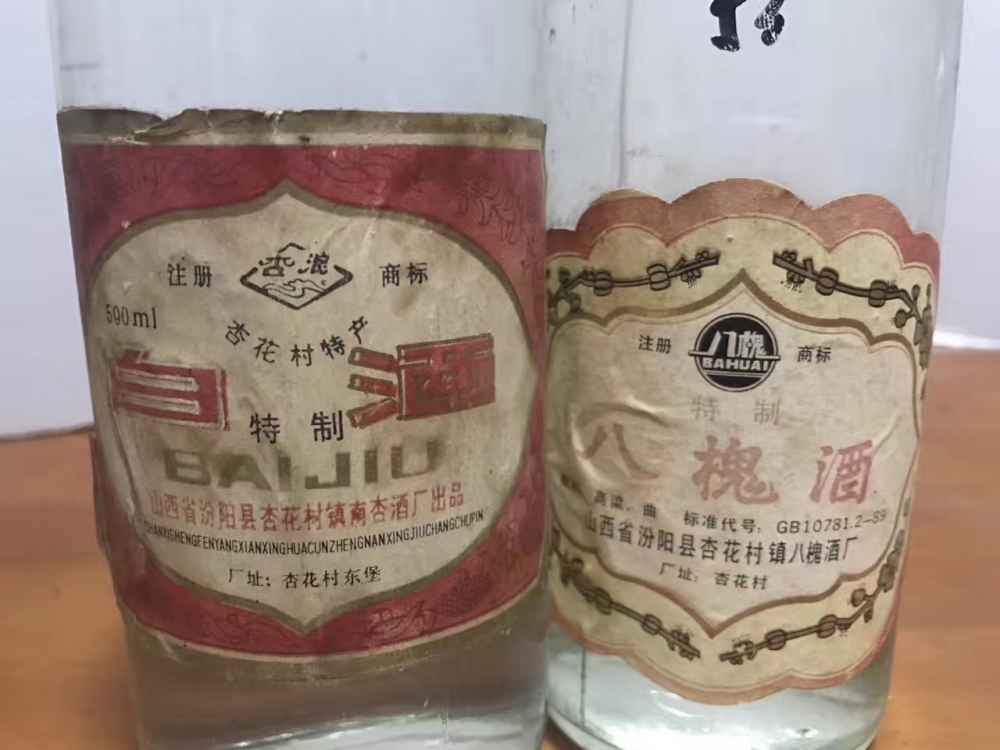 注册 杏浪 商标
500ml
杏花村特产
白酒
特制
BAIJIU
山西省汾阳县杏花村镇南杏酒厂出品
SHANXISHENGFENYANGXIANXINGHUACUNZHENGNANXINGJIUCHANGCHUPIN
厂址：杏花村东堡
注册 八槐 商标
BAHUAI
特制
八槐酒
高粱、曲 标准代号：GB10781.2-89
山西省汾阳县杏花村镇八槐酒厂
厂址：杏花村